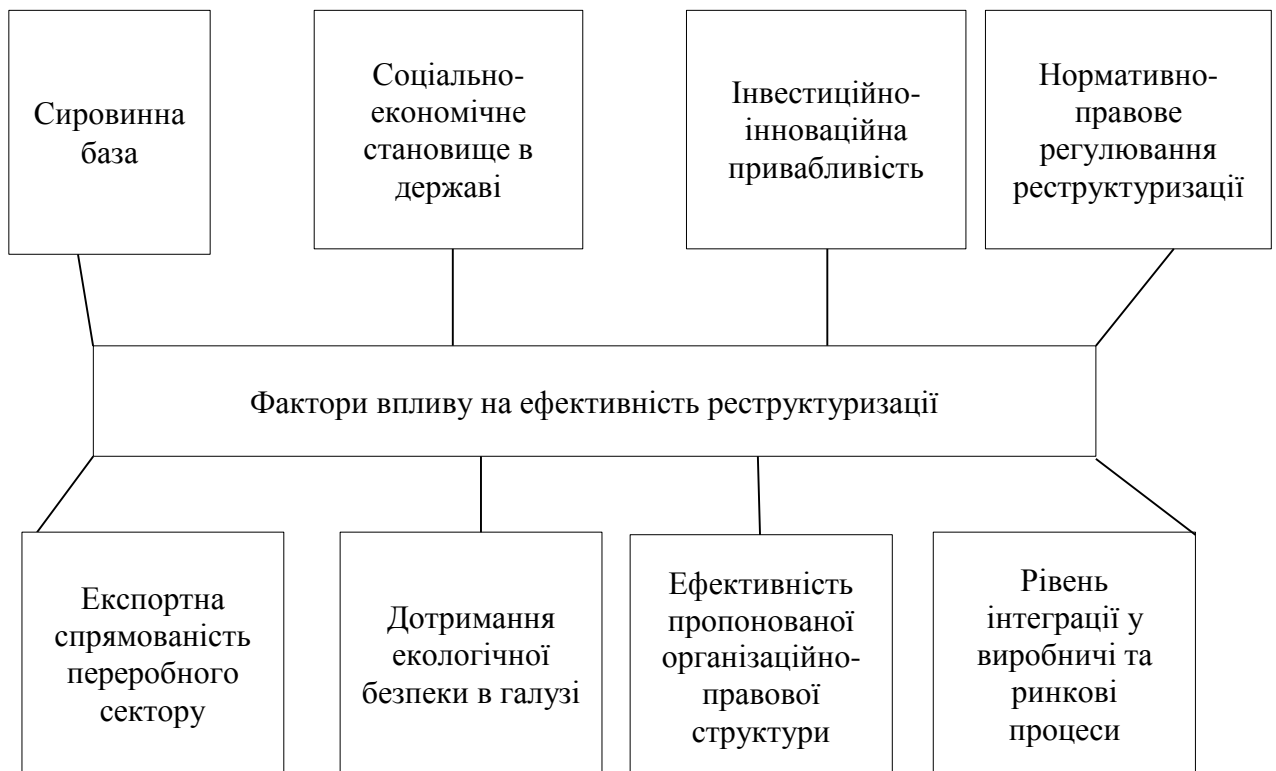 Сировинна
база
Соціально-
економічне
становище в
державі
Інвестиційно-
інноваційна
привабливість
Нормативно-
правове
регулювання
реструктуризації
Фактори впливу на ефективність реструктуризації
Експортна
спрямованість
переробного
сектору
Дотримання
екологічної
безпеки в галузі
Ефективність
пропонованої
організаційно-
правової
структури
Рівень
інтеграції у
виробничі та
ринкові
процеси